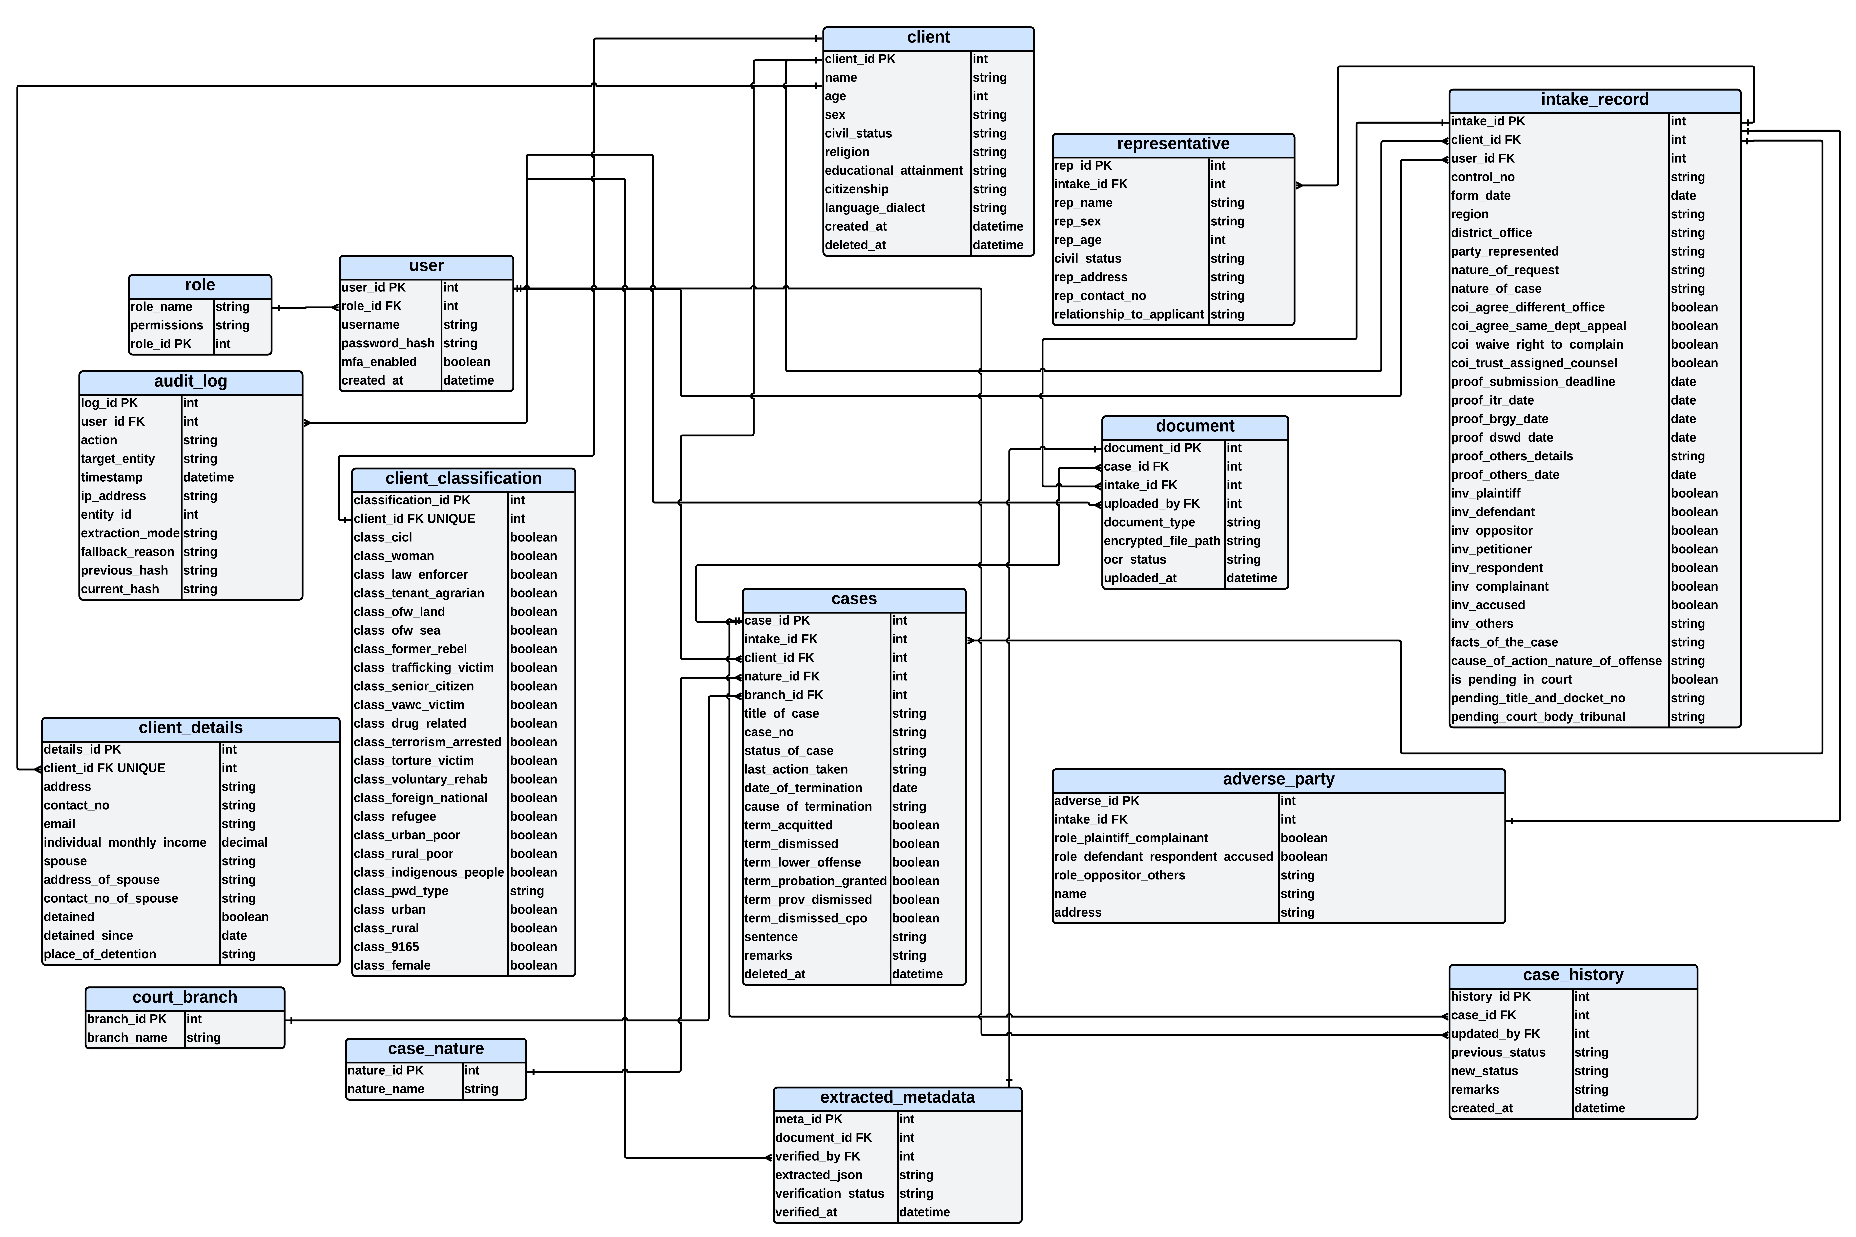 client
client_id PK int
name string
age int
sex string
civil_status string
religion string
educational_attainment string
citizenship string
language_dialect string
created_at datetime
deleted_at datetime
intake_record
intake_id PK int
client_id FK int
user_id FK int
control_no string
form_date date
region string
district_office string
party_represented string
nature_of_request string
nature_of_case string
coi_agree_different_office boolean
coi_agree_same_dept_appeal boolean
coi_waive_right_to_complain boolean
coi_trust_assigned_counsel boolean
proof_submission_deadline date
proof_itr_date date
proof_brgy_date date
proof_dswd_date date
proof_others_details string
proof_others_date date
inv_plaintiff boolean
inv_defendant boolean
inv_oppositor boolean
inv_petitioner boolean
inv_respondent boolean
inv_complainant boolean
inv_accused boolean
inv_others string
facts_of_the_case string
cause_of_action_nature_of_offense string
is_pending_in_court boolean
pending_title_and_docket_no string
pending_court_body_tribunal string
representative
rep_id PK int
intake_id FK int
rep_name string
rep_sex string
rep_age int
civil_status string
rep_address string
rep_contact_no string
relationship_to_applicant string
user
user_id PK int
role_id FK int
username string
password_hash string
mfa_enabled boolean
created_at datetime
role
role_name string
permissions string
role_id PK int
audit_log
log_id PK int
user_id FK int
action string
target_entity string
timestamp datetime
ip_address string
entity_id int
extraction_mode string
fallback_reason string
previous_hash string
current_hash string
document
document_id PK int
case_id FK int
intake_id FK int
uploaded_by FK int
document_type string
encrypted_file_path string
ocr_status string
uploaded_at datetime
client_classification
classification_id PK int
client_id FK UNIQUE int
class_cicl boolean
class_woman boolean
class_law_enforcer boolean
class_tenant_agrarian boolean
class_ofw_land boolean
class_ofw_sea boolean
class_former_rebel boolean
class_trafficking_victim boolean
class_senior_citizen boolean
class_vawc_victim boolean
class_drug_related boolean
class_terrorism_arrested boolean
class_torture_victim boolean
class_voluntary_rehab boolean
class_foreign_national boolean
class_refugee boolean
class_urban_poor boolean
class_rural_poor boolean
class_indigenous_people boolean
class_pwd_type string
class_urban boolean
class_rural boolean
class_9165 boolean
class_female boolean
cases
case_id PK int
intake_id FK int
client_id FK int
nature_id FK int
branch_id FK int
title_of_case string
case_no string
status_of_case string
last_action_taken string
date_of_termination date
cause_of_termination string
term_acquitted boolean
term_dismissed boolean
term_lower_offense boolean
term_probation_granted boolean
term_prov_dismissed boolean
term_dismissed_cpo boolean
sentence string
remarks string
deleted_at datetime
client_details
details_id PK int
client_id FK UNIQUE int
address string
contact_no string
email string
individual_monthly_income decimal
spouse string
address_of_spouse string
contact_no_of_spouse string
detained boolean
detained_since date
place_of_detention string
adverse_party
adverse_id PK int
intake_id FK int
role_plaintiff_complainant boolean
role_defendant_respondent_accused boolean
role_oppositor_others string
name string
address string
court_branch
branch_id PK int
branch_name string
case_nature
nature_id PK int
nature_name string
case_history
history_id PK int
case_id FK int
updated_by FK int
previous_status string
new_status string
remarks string
created_at datetime
extracted_metadata
meta_id PK int
document_id FK int
verified_by FK int
extracted_json string
verification_status string
verified_at datetime